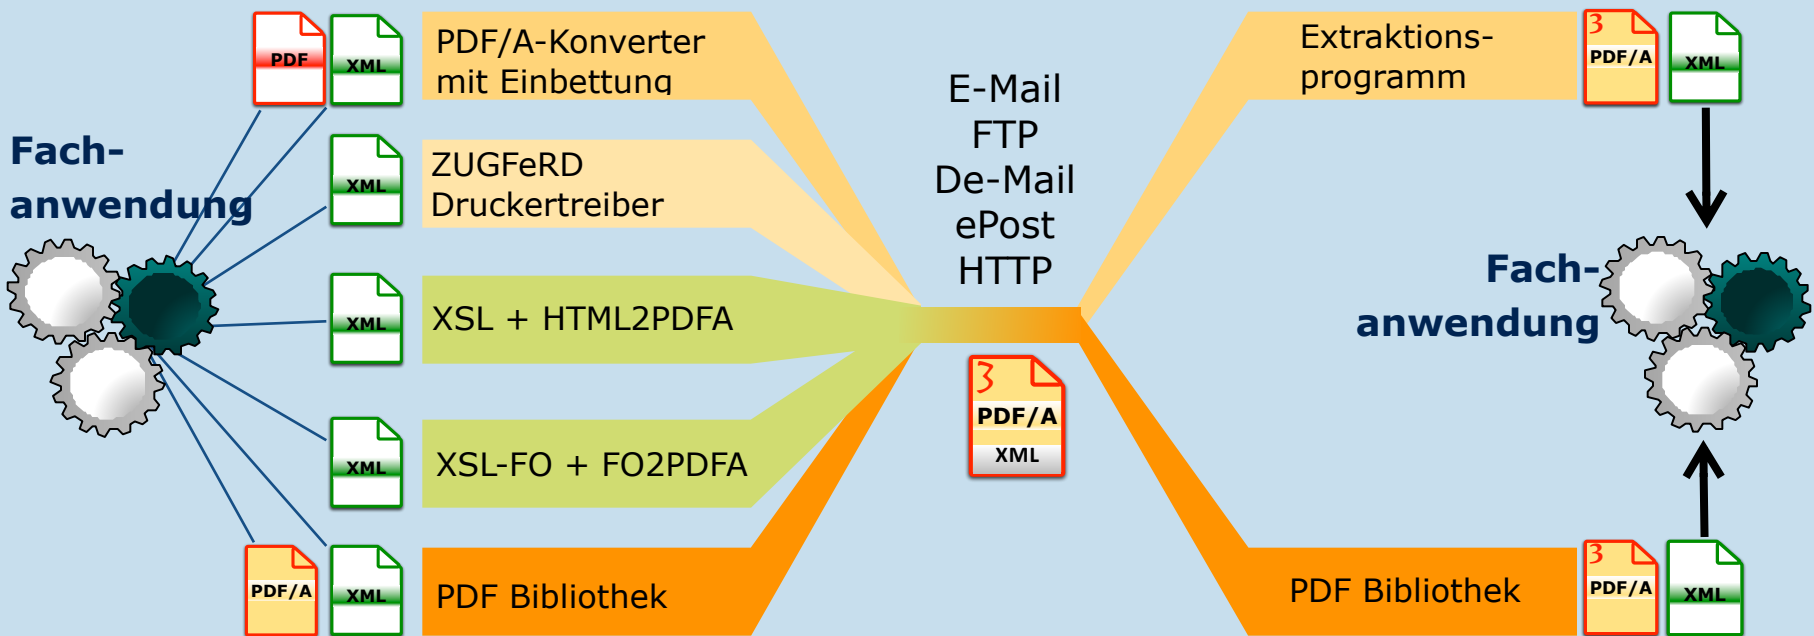 PDF
XML
PDF/A-Konverter
mit Einbettung
Fach-
anwendung
XML
ZUGFeRD
Druckertreiber
XML
XSL + HTML2PDFA
XML
XSL-FO + FO2PDFA
PDF/A
XML
PDF Bibliothek
E-Mail
FTP
De-Mail
ePost
HTTP
3
PDF/A
XML
Extraktions-
programm
3
PDF/A
XML
Fach-
anwendung
PDF Bibliothek
3
PDF/A
XML